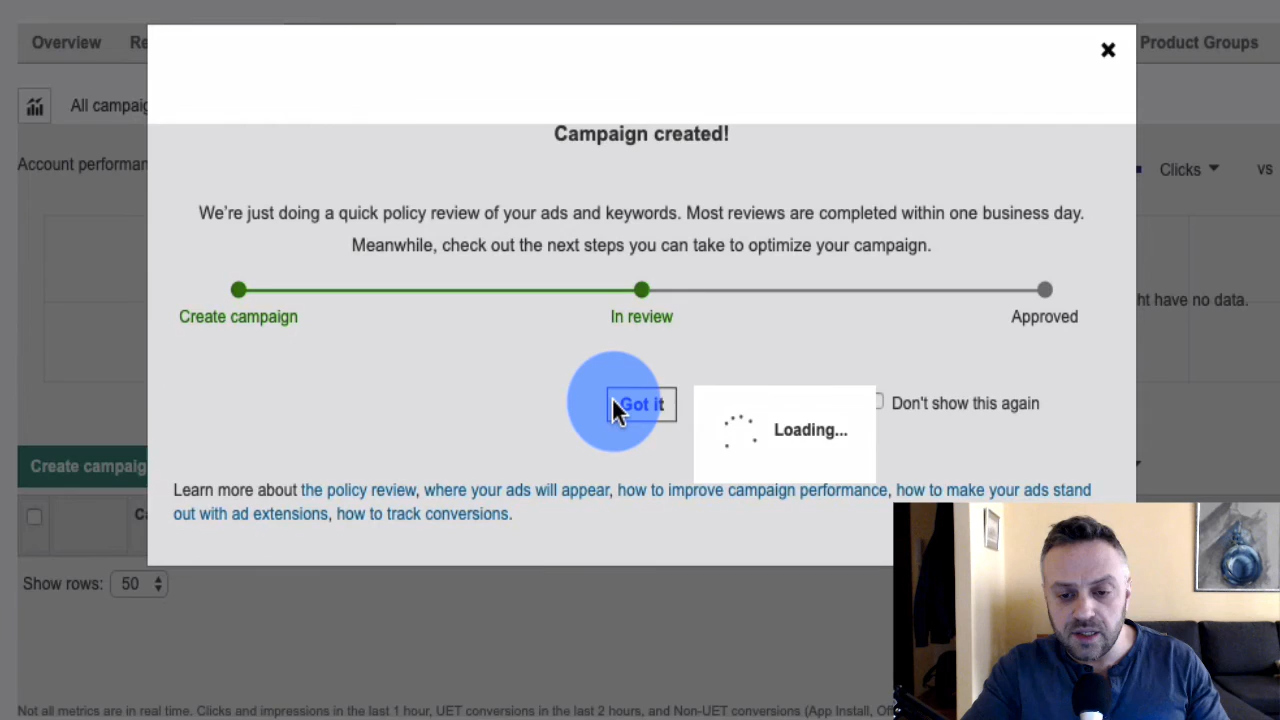 Overview
Product Groups
All campaig
Campaign created!
Account performan
Clicks
vs
We're just doing a quick policy review of your ads and keywords. Most reviews are completed within one business day.
Meanwhile, check out the next steps you can take to optimize your campaign.
ht have no data.
Create campaign
In review
Approved
Got it
Don't show this again
Loading...
Create campaig
Learn more about the policy review, where your ads will appear, how to improve campaign performance, how to make your ads stand
out with ad extensions, how to track conversions.
Show rows: 50
Not all metrics are in real time. Clicks and impressions in the last 1 hour, UET conversions in the last 2 hours, and Non-UET conversions (App Install,